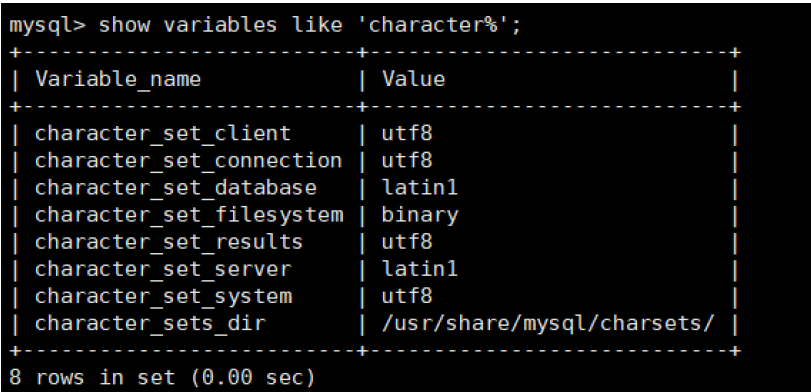 mysql> show variables like 'character%';
+--------------------------+----------------------------+
| Variable_name            | Value                      |
+--------------------------+----------------------------+
| character_set_client     | utf8                       |
| character_set_connection | utf8                       |
| character_set_database   | latin1                     |
| character_set_filesystem | binary                     |
| character_set_results    | utf8                       |
| character_set_server     | latin1                     |
| character_set_system     | utf8                       |
| character_sets_dir       | /usr/share/mysql/charsets/ |
+--------------------------+----------------------------+
8 rows in set (0.00 sec)